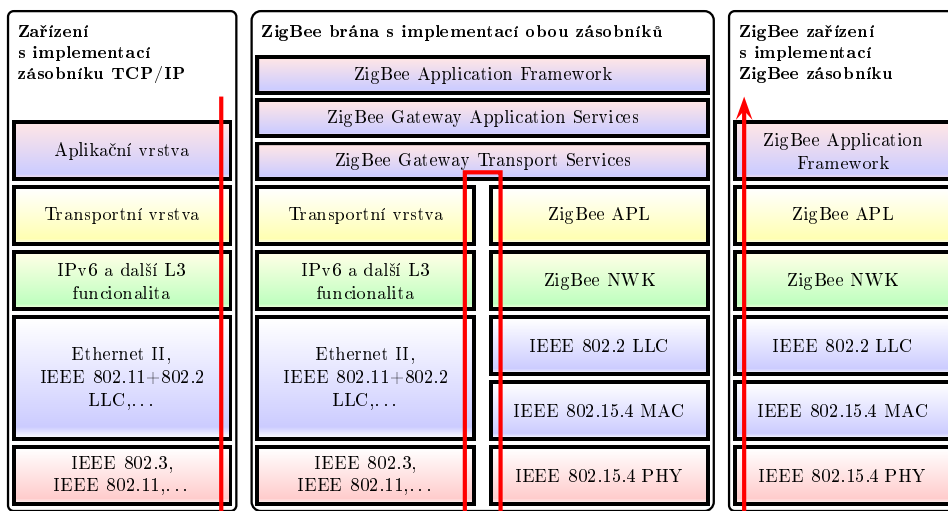 Zařízení
s implementací
zásobníku TCP/IP
Aplikační vrstva
Transportní vrstva
IPv6 a další L3
funcionalita
Ethernet II,
IEEE 802.11+802.2
LLC,...
IEEE 802.3,
IEEE 802.11,...
ZigBee brána s implementací obou zásobníků
ZigBee Application Framework
ZigBee Gateway Application Services
ZigBee Gateway Transport Services
Transportní vrstva
IPv6 a další L3
funcionalita
Ethernet II,
IEEE 802.11+802.2
LLC,...
IEEE 802.3,
IEEE 802.11,...
ZigBee APL
ZigBee NWK
IEEE 802.2 LLC
IEEE 802.15.4 MAC
IEEE 802.15.4 PHY
ZigBee zařízení
s implementací
ZigBee zásobníku
ZigBee Application
Framework
ZigBee APL
ZigBee NWK
IEEE 802.2 LLC
IEEE 802.15.4 MAC
IEEE 802.15.4 PHY